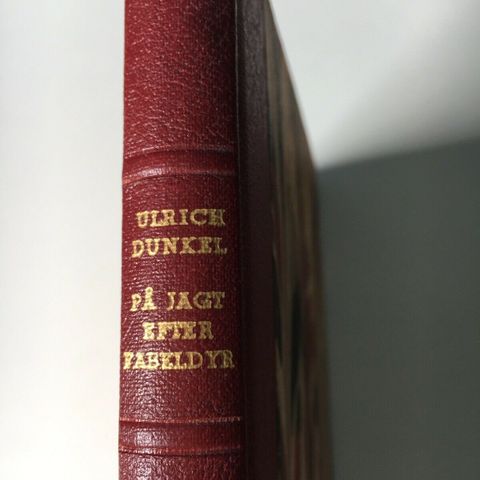 ULRICH
DUNKEL
PÅ JAGT
EFTER
FABELDYR